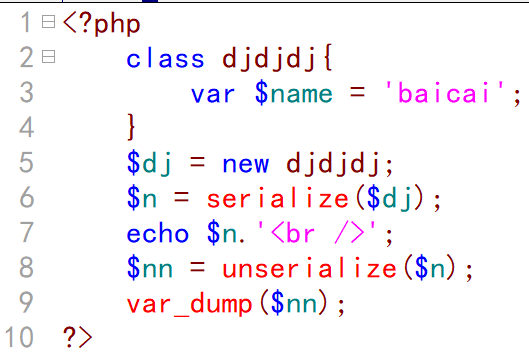 1 <?php
2 class djdjdj{
3 var $name = 'baicai';
4 }
5 $dj = new djdjdj;
6 $n = serialize($dj);
7 echo $n.'<br />';
8 $nn = unserialize($n);
9 var_dump($nn);
10 ?>